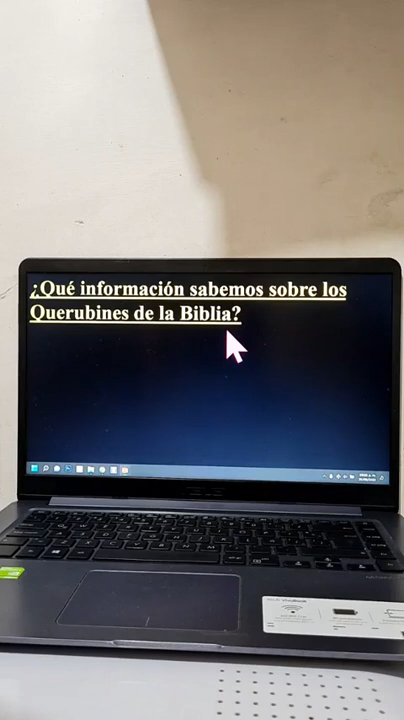 ¿Qué información sabemos sobre los
Querubines de la Biblia?